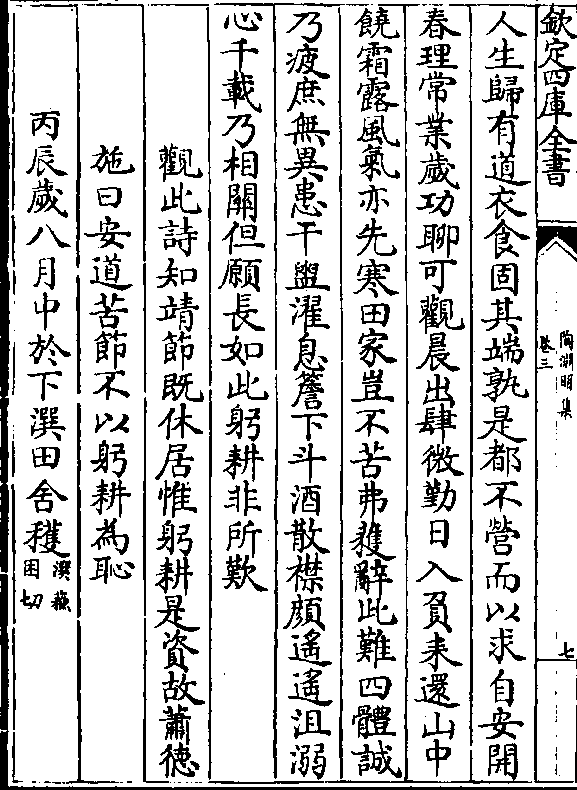 欽定四庫全書
陶淵明集
卷三
七
人生歸有道衣食固其端孰是都不營而以求自安開
春理常業歲功聊可觀晨出肆微勤日入負耒還山中
饒霜露風氣亦先寒田家豈不苦弗獲辭此難四體誠
乃疲庶無異患干盥濯息簷下斗酒散襟顔遙遙沮溺
心千載乃相關但願長如此躬耕非所歎
觀此詩知靖節既休居惟躬耕是資故蕭德
施曰安道苦節不以躬耕為恥
丙辰歲八月中於下潠田舍穫潠蘓困切